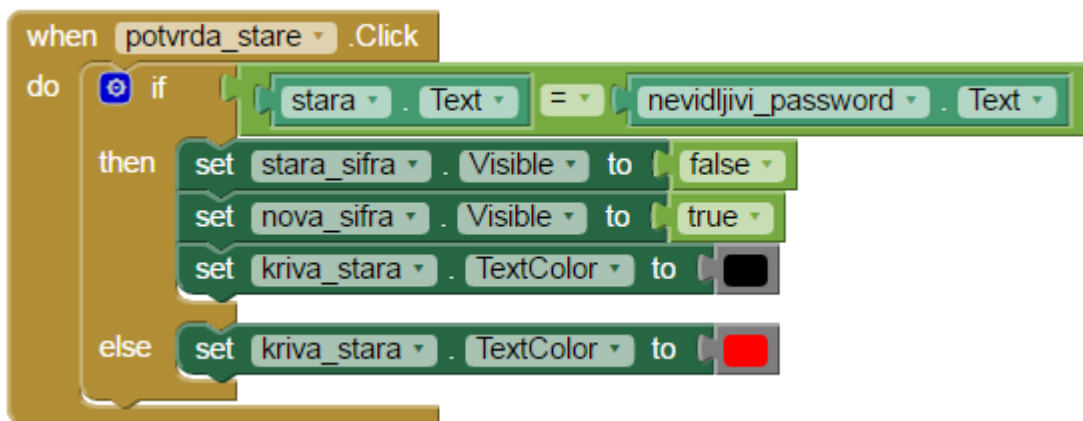 when potvrda_stare .Click
do if stara . Text = nevidljivi_password . Text
then set stara_sifra . Visible to false
set nova_sifra . Visible to true
set kriva_stara . TextColor to
else set kriva_stara . TextColor to